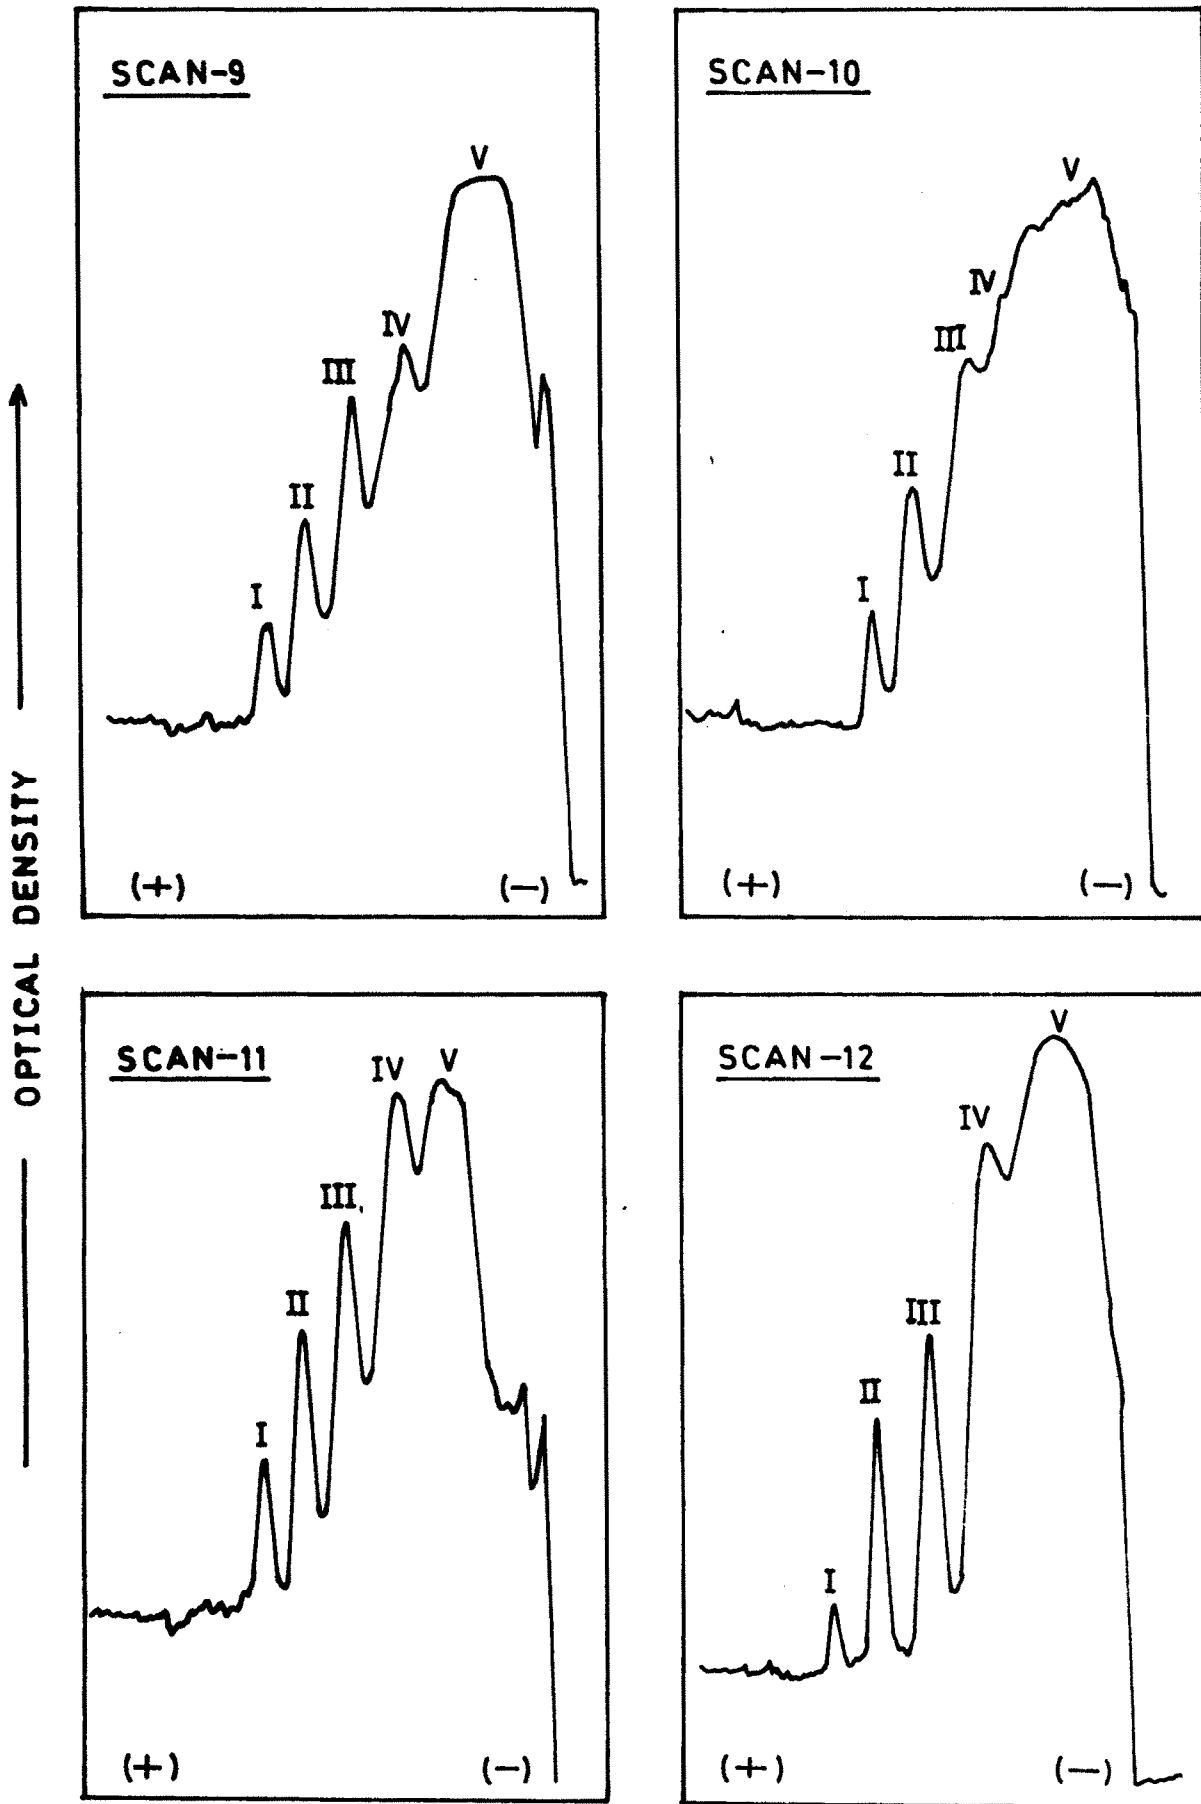 OPTICAL DENSITY
SCAN-9
I
II
III
IV
V
(+)
(—)
SCAN-10
I
II
III
IV
V
(+)
(—)
SCAN-11
I
II
III
IV
V
(+)
(-)
SCAN-12
I
II
III
IV
V
(+)
(—)